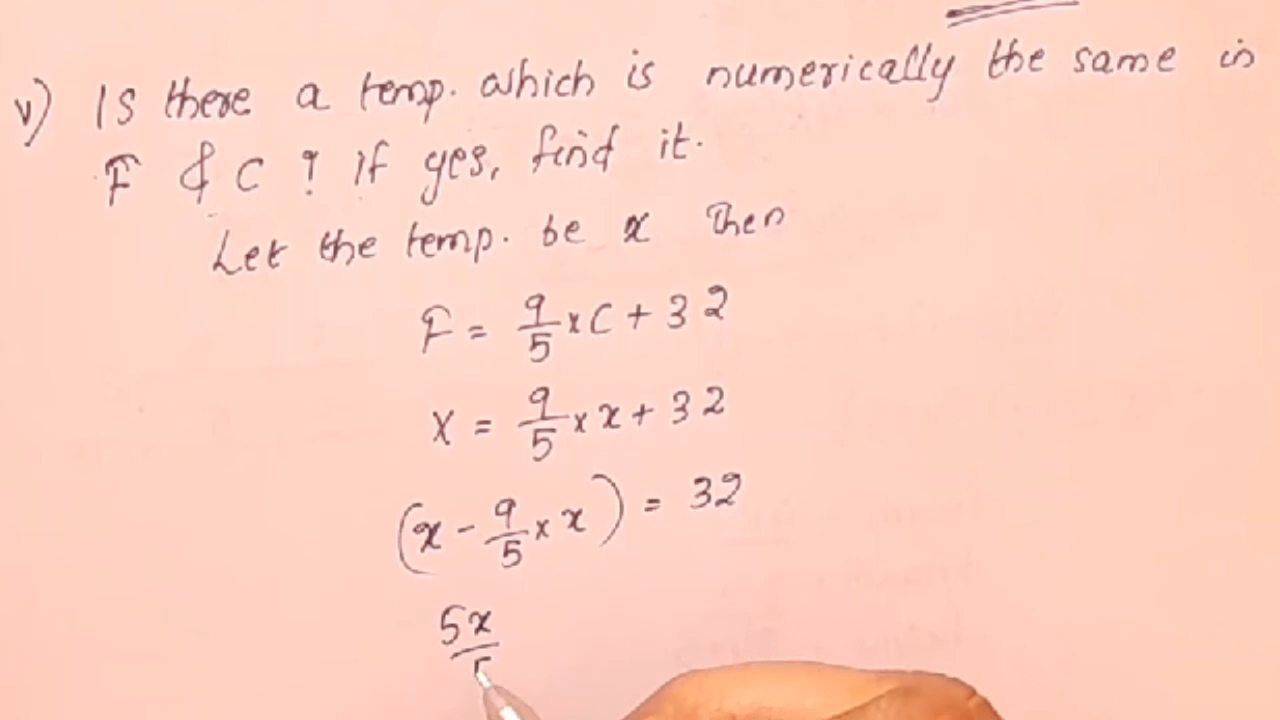 v) Is there a temp. which is numerically the same in
F & C ? If yes, find it.
Let the temp. be x Then
F = 9/5 × C + 32
x = 9/5 × x + 32
(x - 9/5 × x) = 32
5x/5